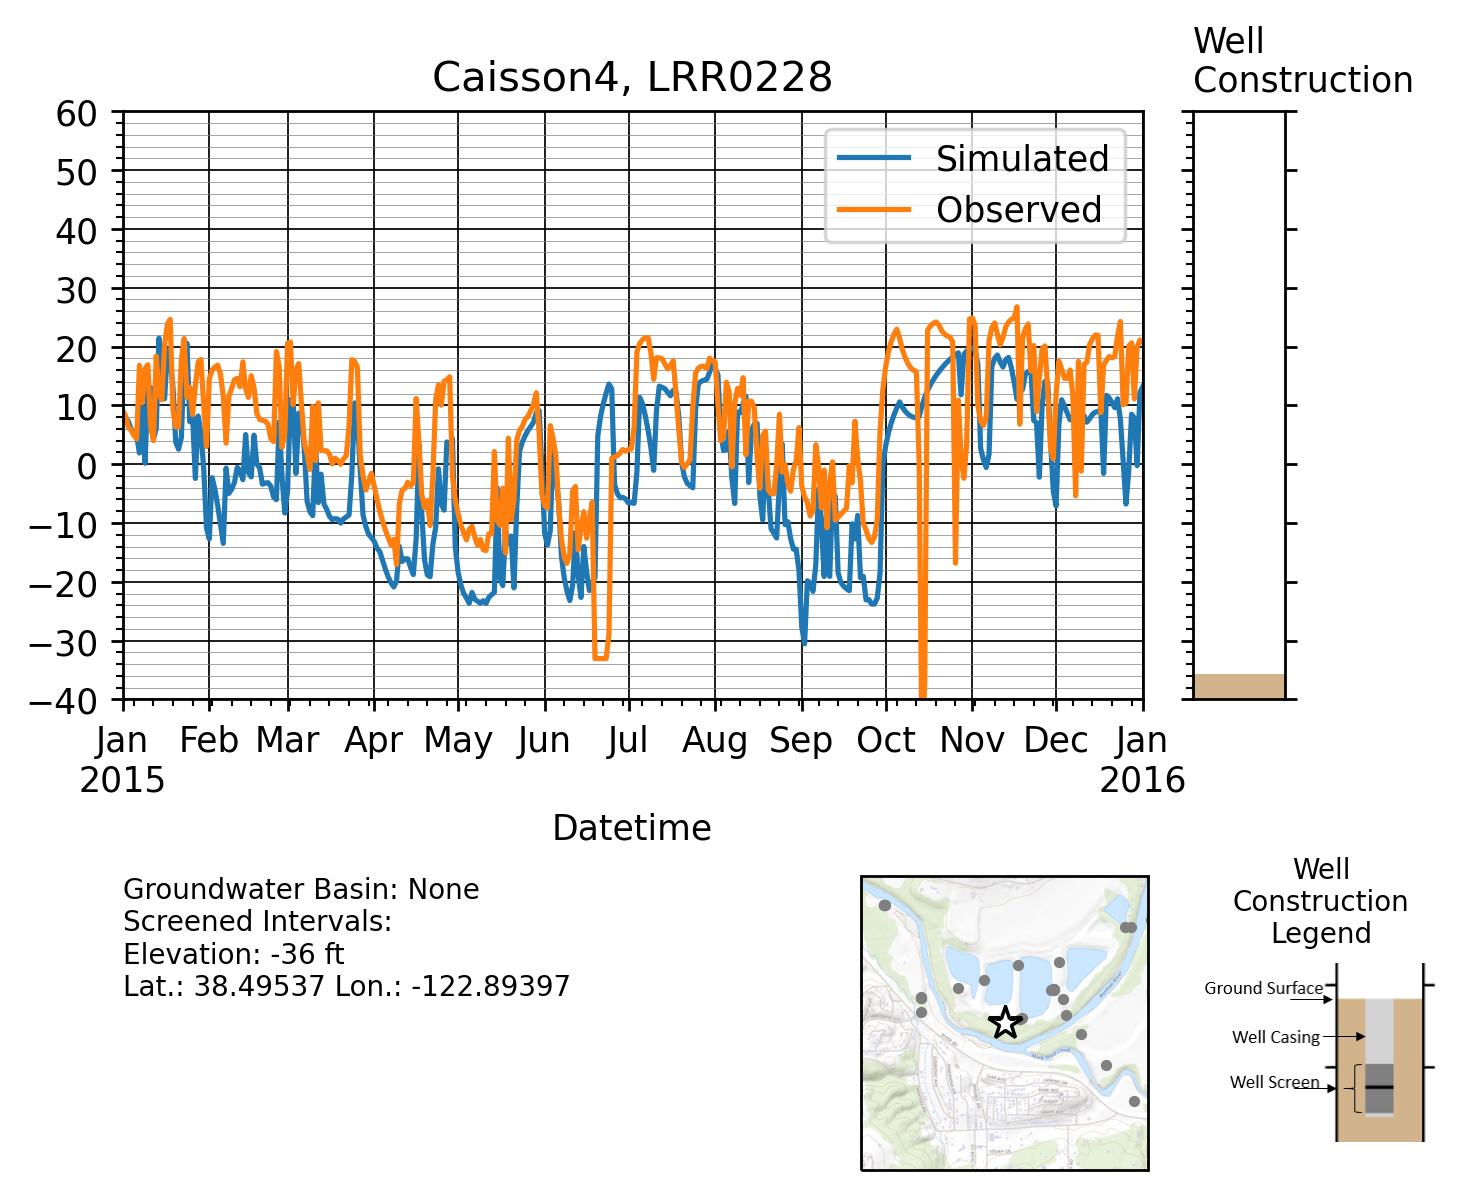 Caisson4, LRR0228
Well
Construction
60
50
40
30
20
10
0
−10
−20
−30
−40
Simulated
Observed
Jan Feb Mar Apr May Jun Jul Aug Sep Oct Nov Dec Jan
2015 2016
Datetime
Groundwater Basin: None
Screened Intervals:
Elevation: -36 ft
Lat.: 38.49537 Lon.: -122.89397
Well
Construction
Legend
Ground Surface
Well Casing
Well Screen